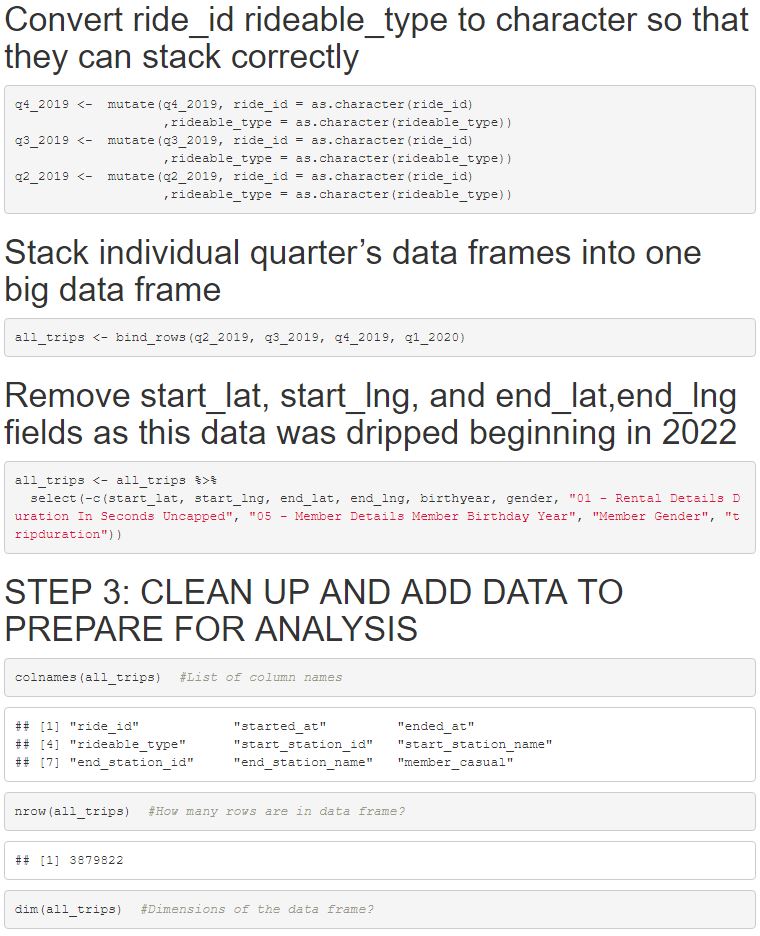 Convert ride_id rideable_type to character so that
they can stack correctly
q4_2019 <-  mutate(q4_2019, ride_id = as.character(ride_id)
                   ,rideable_type = as.character(rideable_type))
q3_2019 <-  mutate(q3_2019, ride_id = as.character(ride_id)
                   ,rideable_type = as.character(rideable_type))
q2_2019 <-  mutate(q2_2019, ride_id = as.character(ride_id)
                   ,rideable_type = as.character(rideable_type))
Stack individual quarter’s data frames into one
big data frame
all_trips <- bind_rows(q2_2019, q3_2019, q4_2019, q1_2020)
Remove start_lat, start_lng, and end_lat,end_lng
fields as this data was dripped beginning in 2022
all_trips <- all_trips %>%
  select(-c(start_lat, start_lng, end_lat, end_lng, birthyear, gender, "01 - Rental Details D
uration In Seconds Uncapped", "05 - Member Details Member Birthday Year", "Member Gender", "t
ripduration"))
STEP 3: CLEAN UP AND ADD DATA TO
PREPARE FOR ANALYSIS
colnames(all_trips)  #List of column names
## [1] "ride_id"            "started_at"         "ended_at"
## [4] "rideable_type"      "start_station_id"   "start_station_name"
## [7] "end_station_id"     "end_station_name"   "member_casual"
nrow(all_trips)  #How many rows are in data frame?
## [1] 3879822
dim(all_trips)  #Dimensions of the data frame?